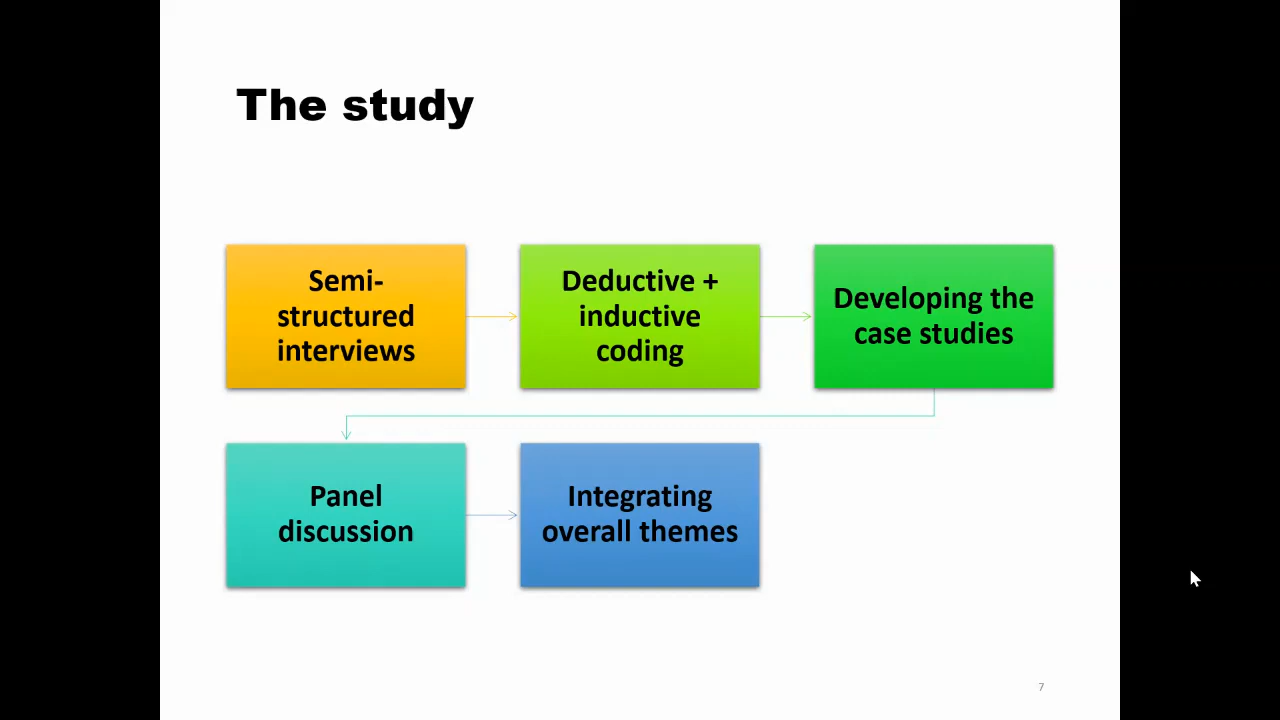 The study
Semi-
structured
interviews
Deductive +
inductive
coding
Developing the
case studies
Panel
discussion
Integrating
overall themes
7